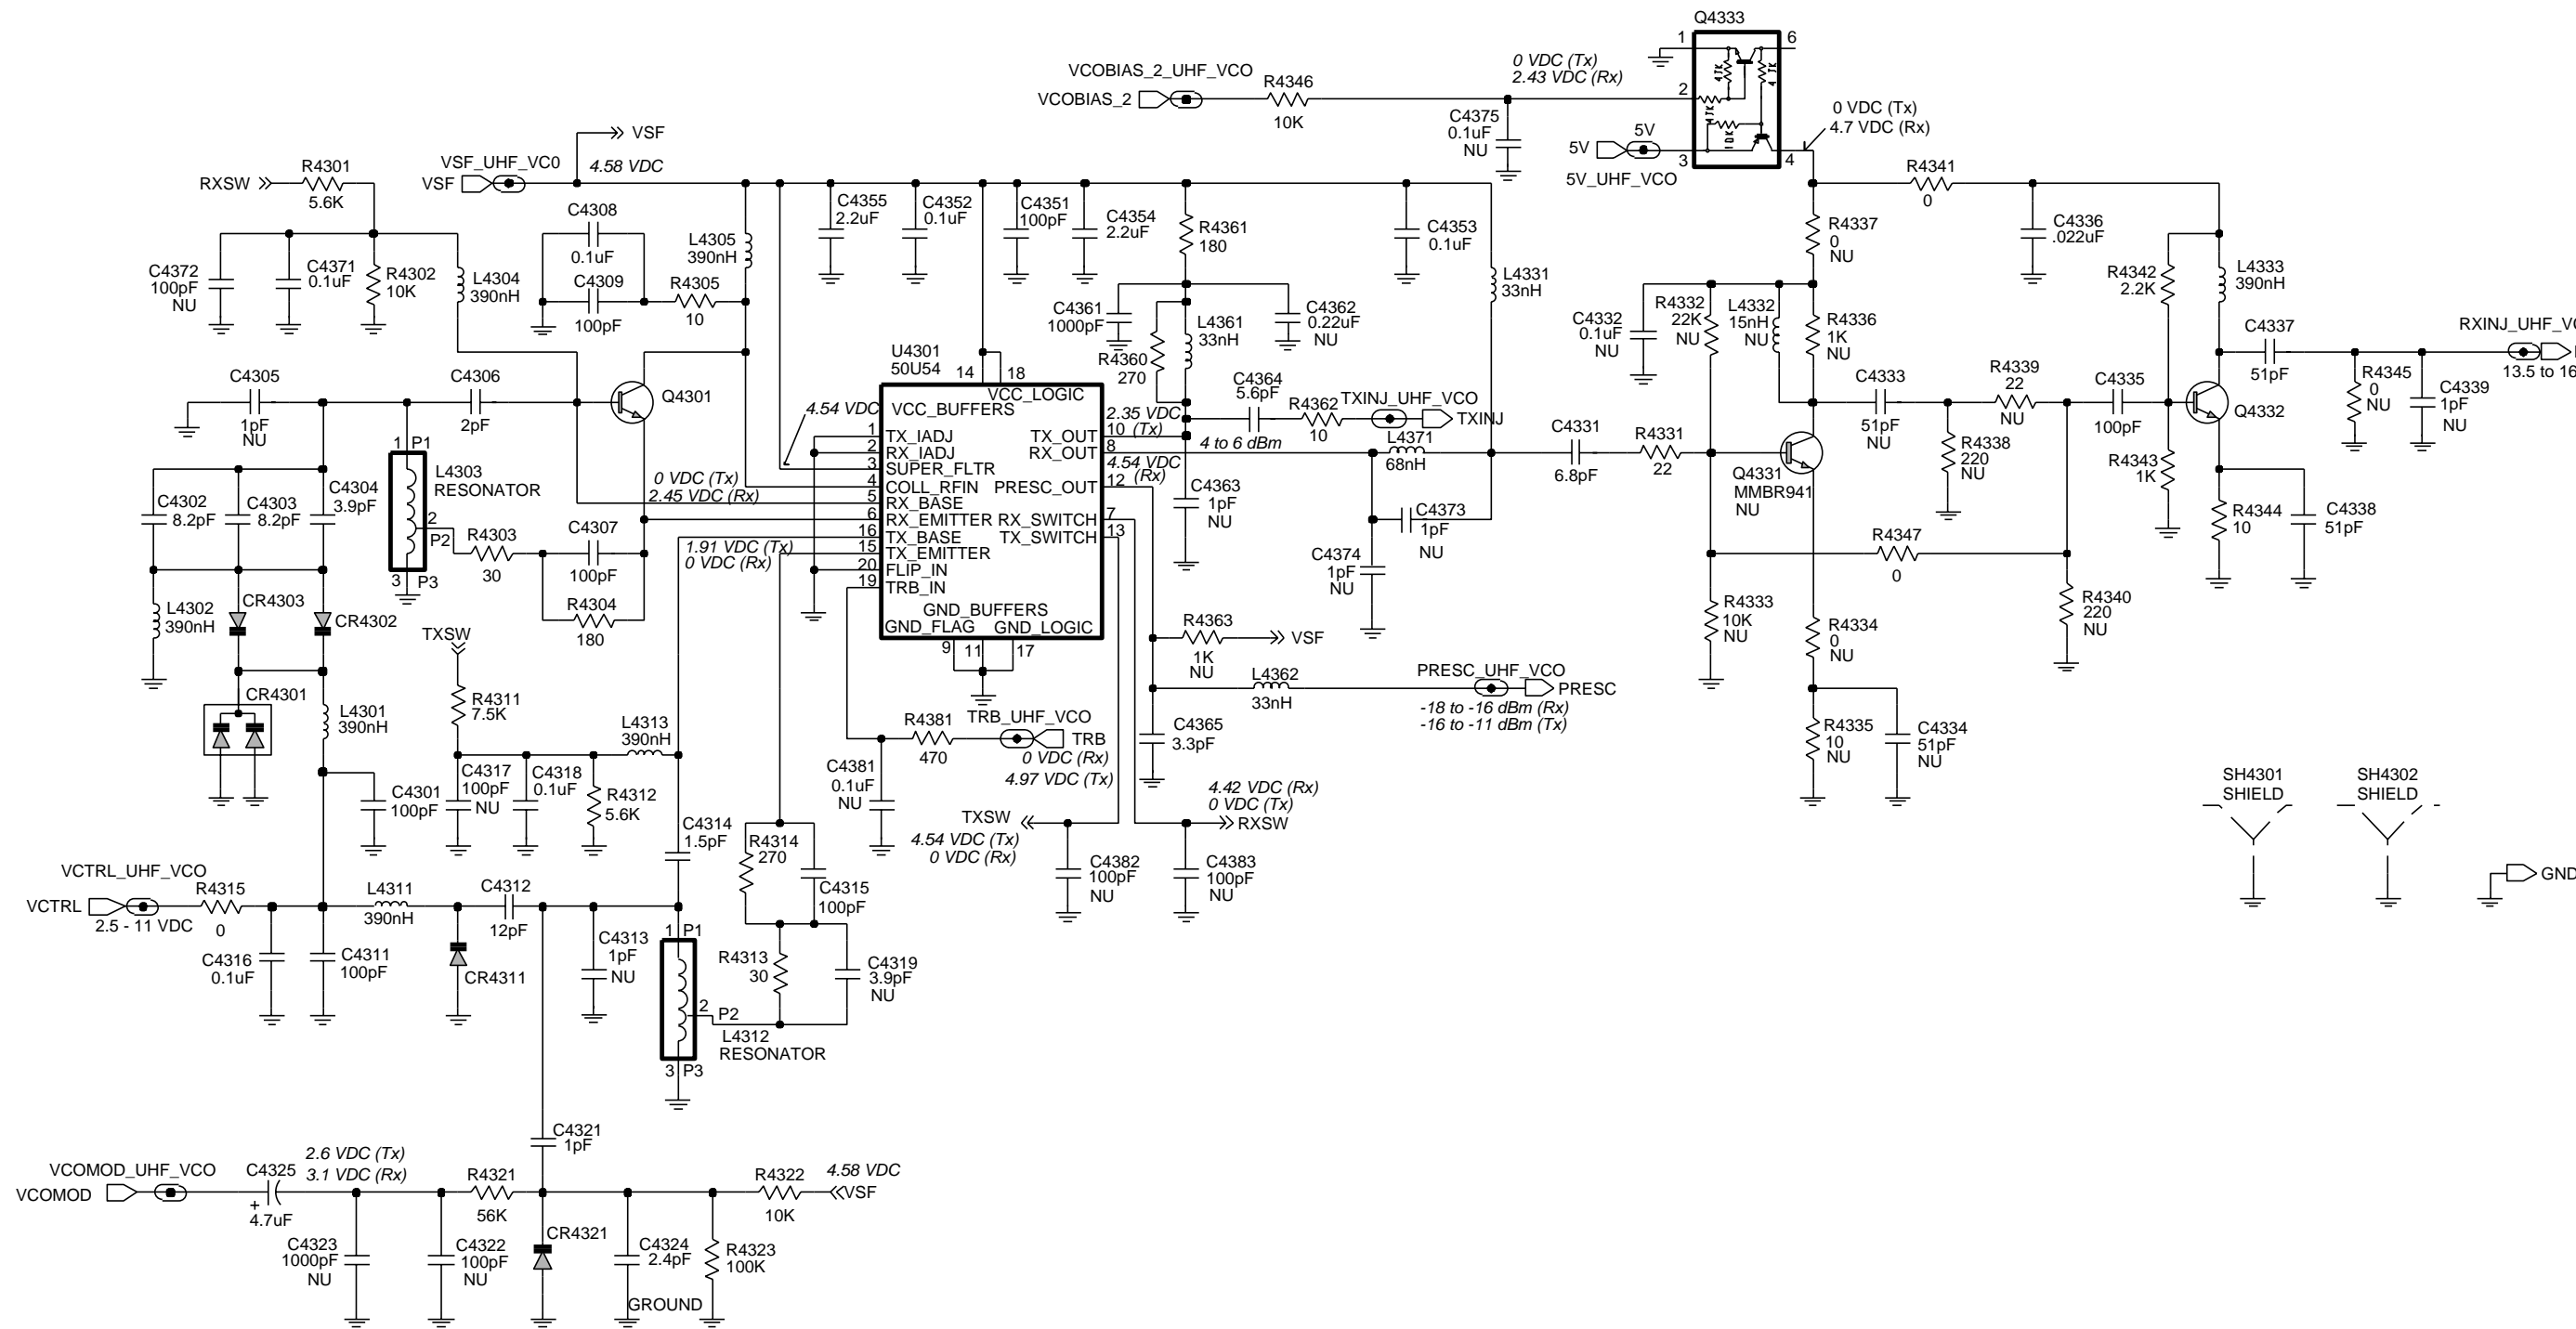 Q4333
1
6
2
3
4
47K
4.7K
47K
10K
VCOBIAS_2_UHF_VCO
VCOBIAS_2
R4346
10K
0 VDC (Tx)
2.43 VDC (Rx)
C4375
0.1uF
NU
5V
5V
5V_UHF_VCO
0 VDC (Tx)
4.7 VDC (Rx)
RXSW
R4301
5.6K
VSF_UHF_VC0
VSF
VSF
4.58 VDC
C4372
100pF
NU
C4371
0.1uF
R4302
10K
L4304
390nH
C4308
0.1uF
C4309
100pF
R4305
10
L4305
390nH
C4355
2.2uF
C4352
0.1uF
C4351
100pF
C4354
2.2uF
R4361
180
C4353
0.1uF
L4331
33nH
R4341
0
R4337
0
NU
C4336
.022uF
R4342
2.2K
L4333
390nH
C4361
1000pF
R4360
270
L4361
33nH
C4362
0.22uF
NU
C4332
0.1uF
NU
R4332
22K
NU
L4332
15nH
NU
R4336
1K
NU
C4337
51pF
RXINJ_UHF_V
13.5 to 16
R4345
0
NU
C4339
1pF
NU
C4305
1pF
NU
C4306
2pF
Q4301
U4301
50U54
14
18
VCC_LOGIC
VCC_BUFFERS
4.54 VDC
1 TX_IADJ
2 RX_IADJ
3 SUPER_FLTR
4 COLL_RFIN
5 RX_BASE
6 RX_EMITTER
16 TX_BASE
15 TX_EMITTER
20 FLIP_IN
19 TRB_IN
TX_OUT 10
RX_OUT 8
PRESC_OUT 12
RX_SWITCH 7
TX_SWITCH 13
GND_BUFFERS
GND_FLAG
GND_LOGIC
9
11
17
2.35 VDC
(Tx)
4.54 VDC
(Rx)
C4364
5.6pF
R4362
10
TXINJ_UHF_VCO
TXINJ
4 to 6 dBm
L4371
68nH
C4363
1pF
NU
C4373
1pF
NU
C4374
1pF
NU
C4331
6.8pF
R4331
22
Q4331
MMBR941
NU
C4333
51pF
NU
R4339
22
NU
R4338
220
NU
C4335
100pF
Q4332
R4343
1K
R4344
10
C4338
51pF
R4347
0
R4333
10K
NU
R4334
0
NU
R4340
220
NU
R4335
10
NU
C4334
51pF
NU
1 P1
L4303
RESONATOR
2
P2
3 P3
C4302
8.2pF
C4303
8.2pF
C4304
3.9pF
R4303
30
C4307
100pF
R4304
180
0 VDC (Tx)
2.45 VDC (Rx)
1.91 VDC (Tx)
0 VDC (Rx)
L4302
390nH
CR4303
CR4302
CR4301
L4301
390nH
C4301
100pF
TXSW
R4311
7.5K
L4313
390nH
C4317
100pF
NU
C4318
0.1uF
R4312
5.6K
C4314
1.5pF
R4314
270
C4315
100pF
R4381
470
TRB_UHF_VCO
TRB
0 VDC (Rx)
4.97 VDC (Tx)
C4381
0.1uF
NU
R4363
1K
NU
VSF
L4362
33nH
PRESC_UHF_VCO
PRESC
-18 to -16 dBm (Rx)
-16 to -11 dBm (Tx)
C4365
3.3pF
TXSW
4.54 VDC (Tx)
0 VDC (Rx)
4.42 VDC (Rx)
0 VDC (Tx)
RXSW
C4382
100pF
NU
C4383
100pF
NU
SH4301
SHIELD
SH4302
SHIELD
GND
VCTRL_UHF_VCO
VCTRL
2.5 - 11 VDC
R4315
0
L4311
390nH
C4312
12pF
C4316
0.1uF
C4311
100pF
CR4311
C4313
1pF
NU
1 P1
2 P2
L4312
RESONATOR
3 P3
R4313
30
C4319
3.9pF
NU
C4321
1pF
VCOMOD_UHF_VCO
VCOMOD
C4325
+
4.7uF
2.6 VDC (Tx)
3.1 VDC (Rx)
R4321
56K
R4322
10K
4.58 VDC
VSF
C4323
1000pF
NU
C4322
100pF
NU
CR4321
C4324
2.4pF
R4323
100K
GROUND